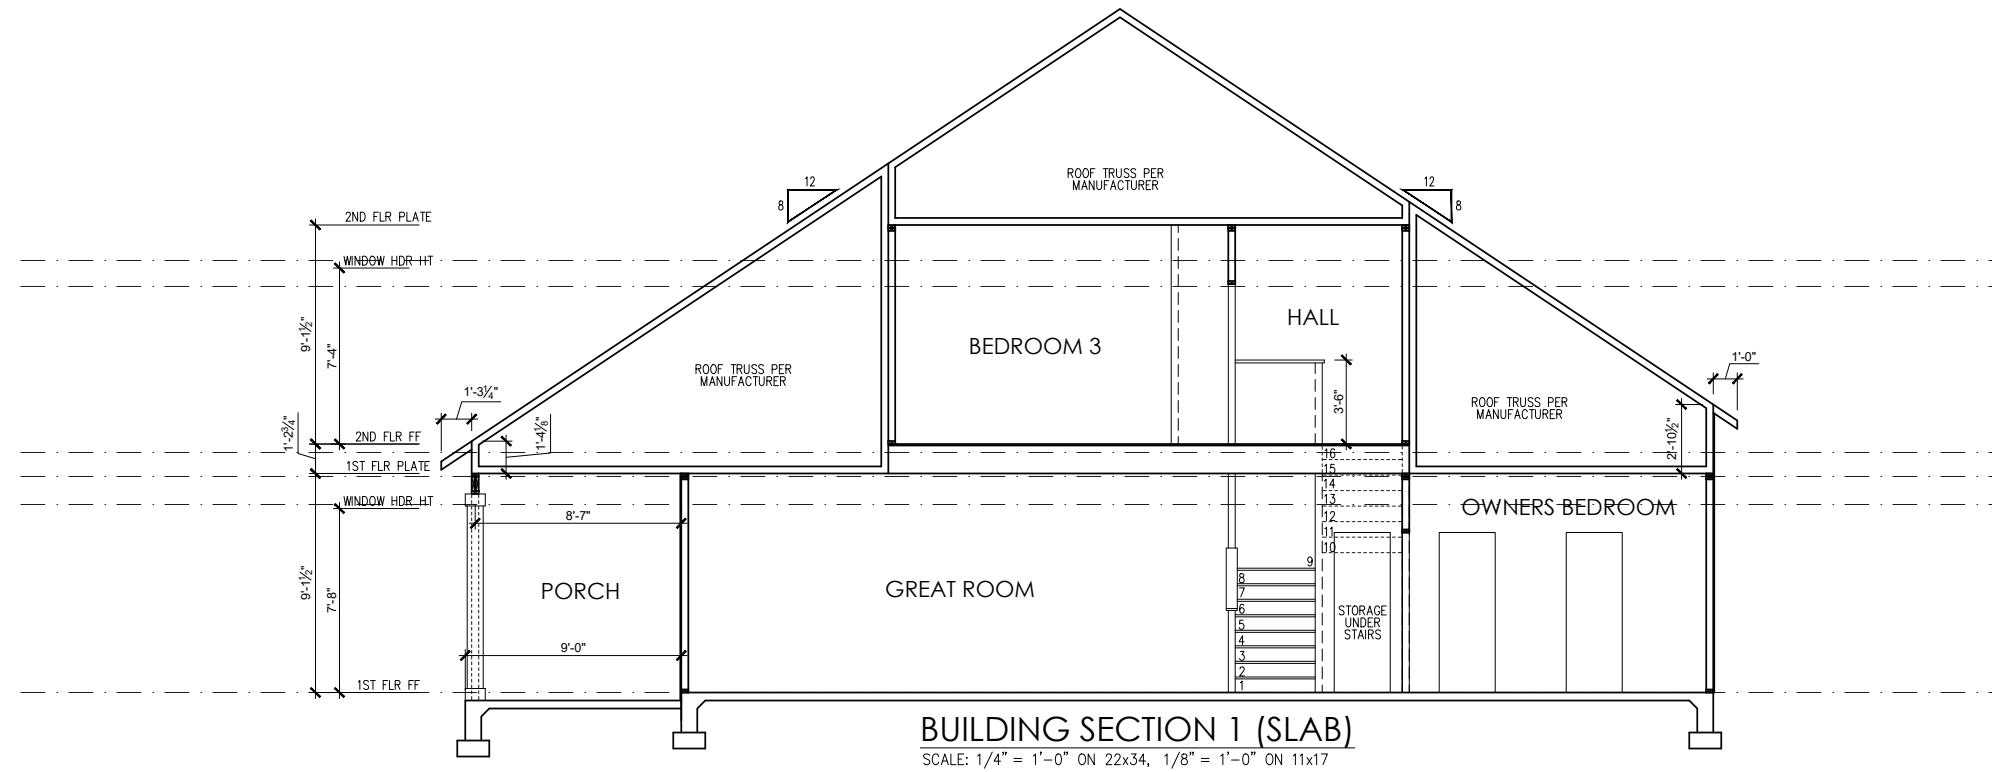 12
8
ROOF TRUSS PER
MANUFACTURER
12
8
2ND FLR PLATE
WINDOW HDR HT
9'-1½"
7'-4"
HALL
BEDROOM 3
ROOF TRUSS PER
MANUFACTURER
1'-0"
1'-3¼"
3'-6"
ROOF TRUSS PER
MANUFACTURER
1'-2¾"
2ND FLR FF
1'-4⅛"
2'-10½"
1ST FLR PLATE
16
15
14
13
12
11
10
WINDOW HDR HT
8'-7"
OWNERS BEDROOM
9'-1½"
7'-8"
PORCH
GREAT ROOM
9
8
7
6
5
4
3
2
1
STORAGE
UNDER
STAIRS
9'-0"
1ST FLR FF
BUILDING SECTION 1 (SLAB)
SCALE: 1/4" = 1'-0" ON 22x34, 1/8" = 1'-0" ON 11x17